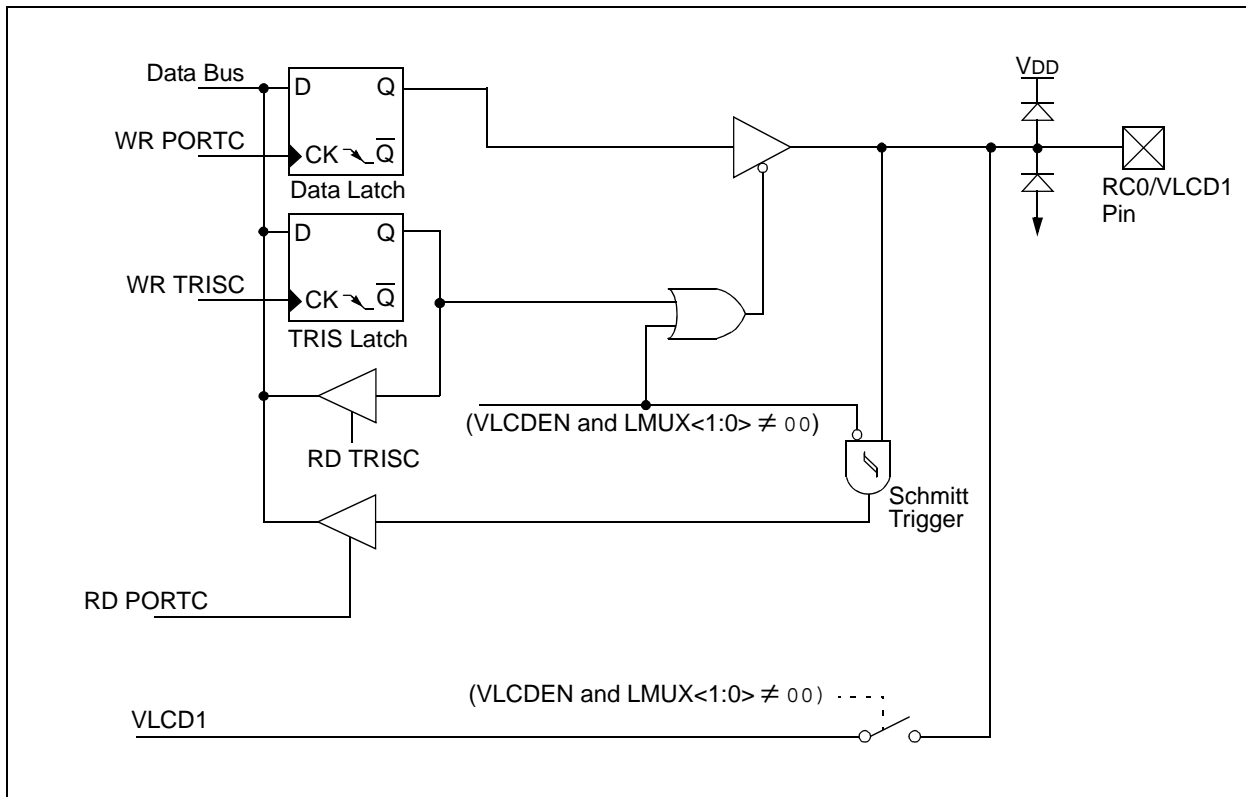 Data Bus
D Q
VDD
WR PORTC
CK Q̅
Data Latch
RC0/VLCD1
Pin
D Q
WR TRISC
CK Q̅
TRIS Latch
(VLCDEN and LMUX<1:0> ≠ 00)
RD TRISC
Schmitt
Trigger
RD PORTC
(VLCDEN and LMUX<1:0> ≠ 00)
VLCD1